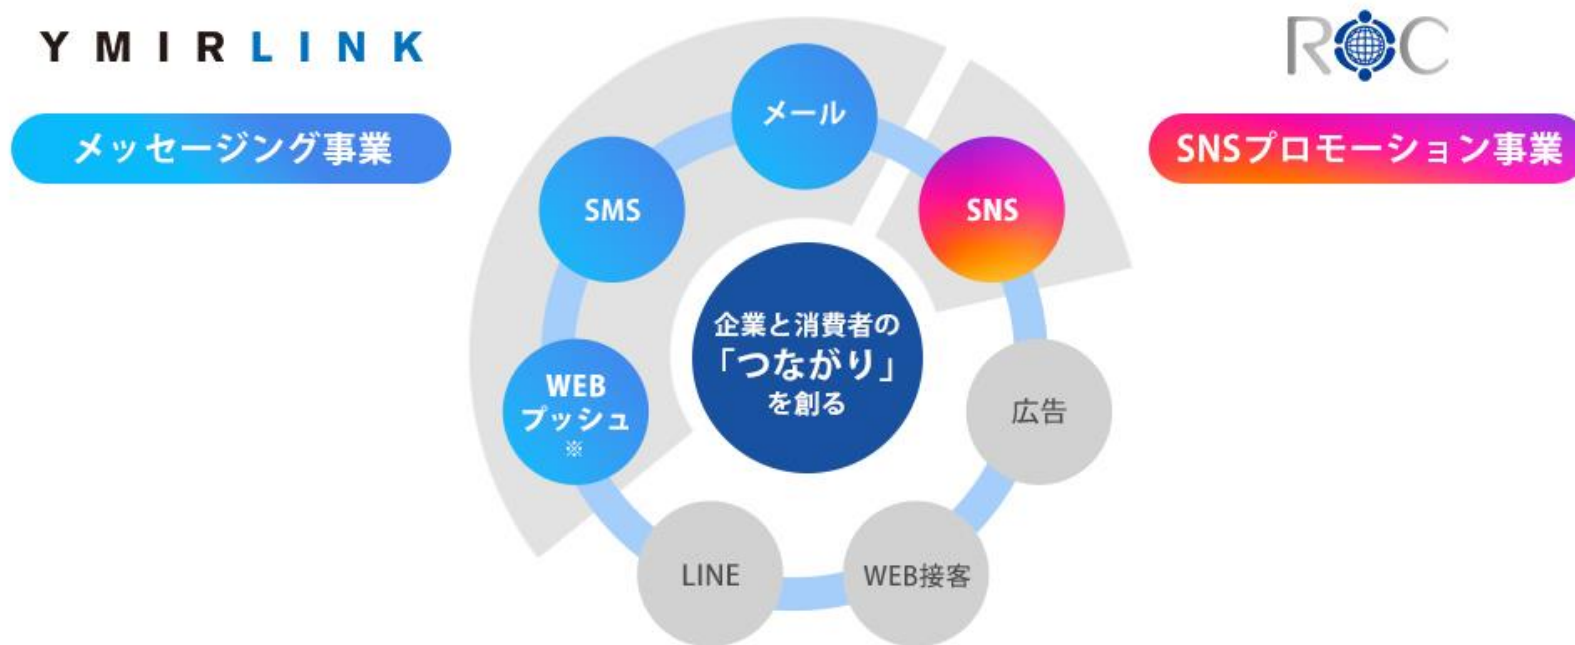 YMIRLINK
メッセージング事業
ROC
SNSプロモーション事業
メール
SMS
SNS
企業と消費者の
「つながり」
を創る
WEB
プッシュ
※
広告
LINE
WEB接客